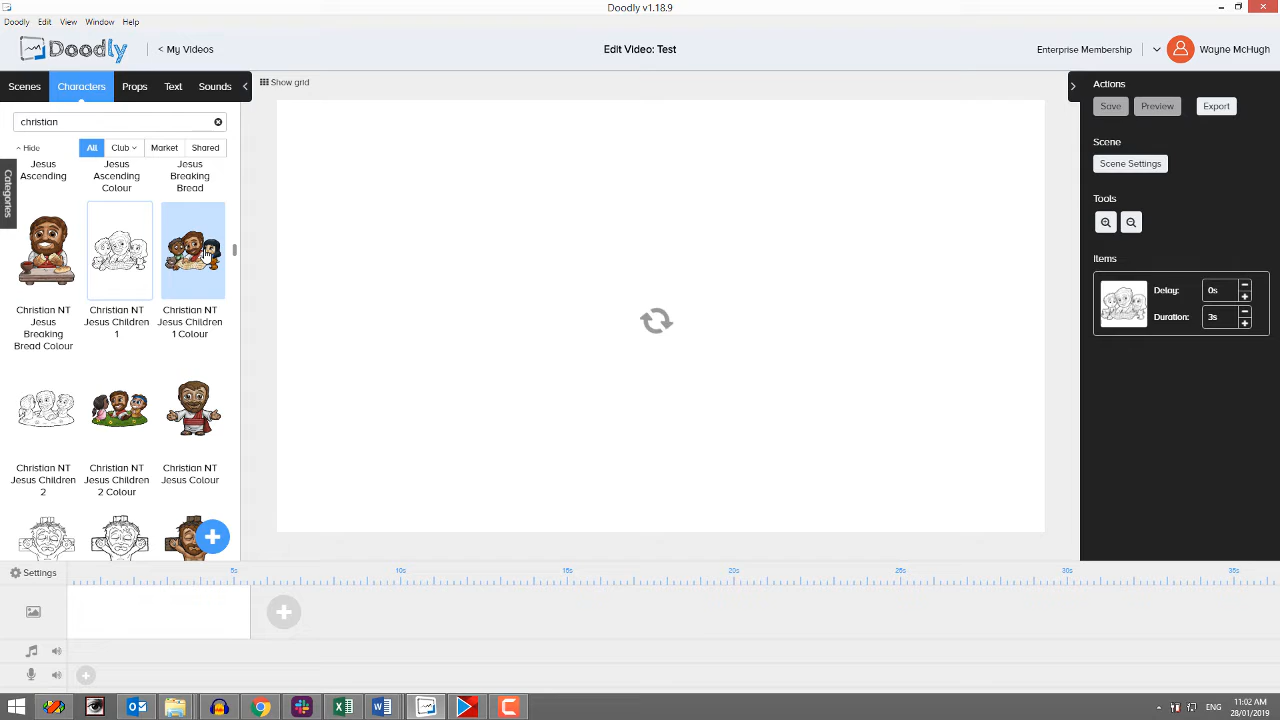 Doodly v1.18.9
Doodly Edit View Window Help
Doodly < My Videos Edit Video: Test Enterprise Membership Wayne McHugh
Scenes Characters Props Text Sounds
Show grid
Actions
christian
Save Preview Export
Hide All Club Market Shared
Scene
Scene Settings
Categories
Jesus Ascending
Jesus Ascending Colour
Jesus Breaking Bread
Tools
Items
Delay: 0s
Duration: 3s
Christian NT Jesus Breaking Bread Colour
Christian NT Jesus Children 1
Christian NT Jesus Children 1 Colour
Christian NT Jesus Children 2
Christian NT Jesus Children 2 Colour
Christian NT Jesus Colour
Settings 5s 10s 15s 20s 25s 30s 35s
ENG 11:02 AM
28/01/2019